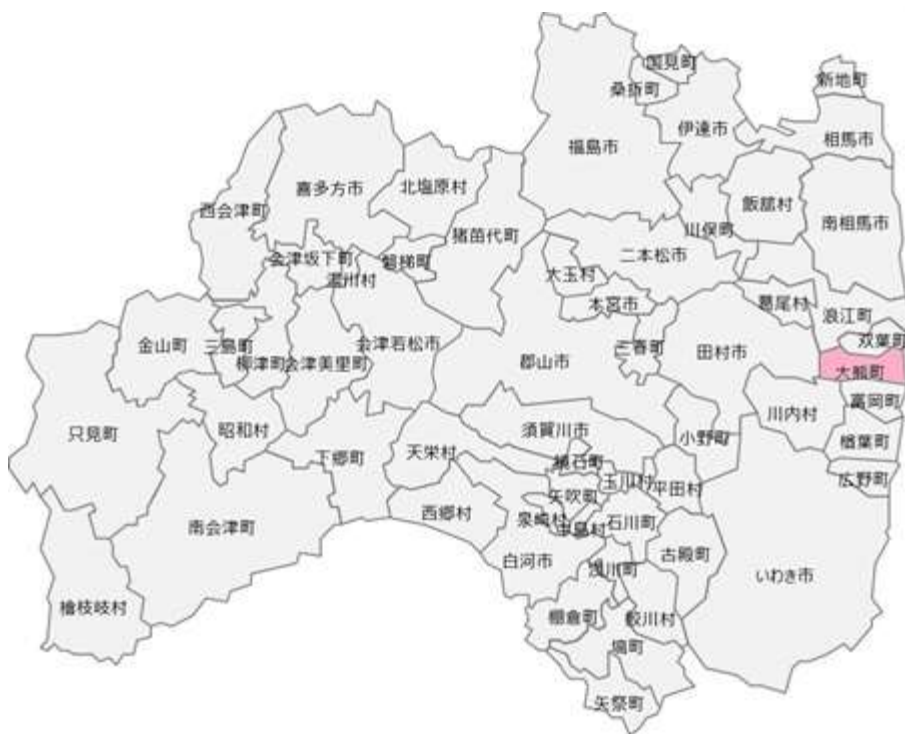 国見町
桑折町
新地町
伊達市
相馬市
福島市
北塩原村
喜多方市
飯舘村
西会津町
川俣町
南相馬市
猪苗代町
二本松市
会津坂下町
磐梯町
大玉村
湯川村
本宮市
葛尾村
浪江町
双葉町
金山町
三島町
柳津町
会津美里町
会津若松市
郡山市
三春町
田村市
大熊町
富岡町
川内村
只見町
昭和村
須賀川市
小野町
楢葉町
下郷町
天栄村
鏡石町
広野町
玉川村
平田村
矢吹町
西郷村
泉崎村
中島村
石川町
南会津町
白河市
古殿町
浅川町
いわき市
檜枝岐村
棚倉町
鮫川村
塙町
矢祭町